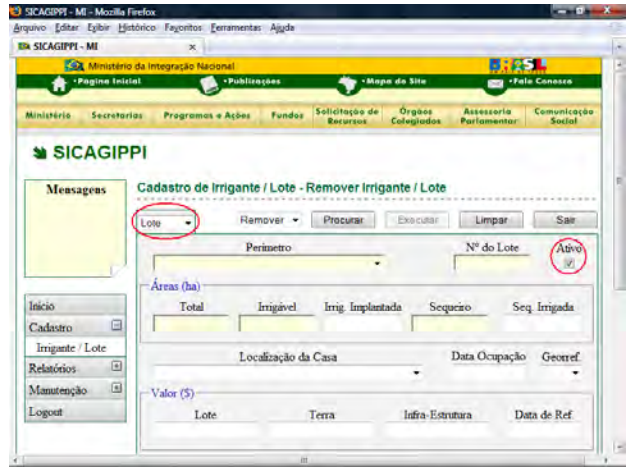 SICAGIPPI - MI - Mozilla Firefox
Arquivo Editar Exibir Histórico Favoritos Ferramentas Ajuda
SICAGIPPI - MI x
Ministério da Integração Nacional
•Pagina Inicial •Publicações •Mapa do Site •Fale Conosco
Ministério Secretarias Programas e Ações Fundos Solicitação de Recursos Órgãos Colegiados Assessoria Parlamentar Comunicação Social
SICAGIPPI
Mensagens
Cadastro de Irrigante / Lote - Remover Irrigante / Lote
Lote Remover Procurar Executar Limpar Sair
Perímetro Nº do Lote Ativo
Áreas (ha)
Total Irrigável Irrig. Implantada Sequeiro Seq. Irrigada
Localização da Casa Data Ocupação Georref.
Valor ($)
Lote Terra Infra-Estrutura Data de Ref.
Início
Cadastro
Irrigante / Lote
Relatórios
Manutenção
Logout